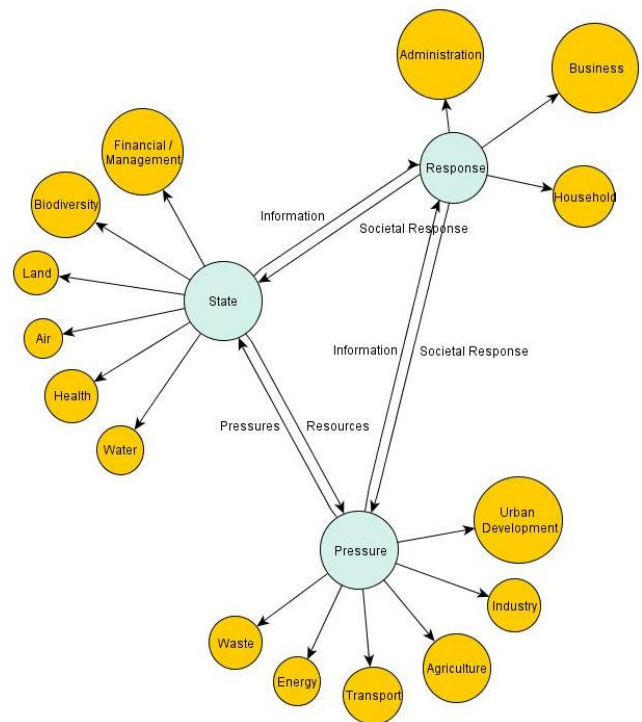 Administration
Business
Response
Household
Financial /
Management
Biodiversity
Land
Air
Health
Water
State
Information
Societal Response
Information
Societal Response
Pressures
Resources
Pressure
Urban
Development
Industry
Agriculture
Transport
Energy
Waste